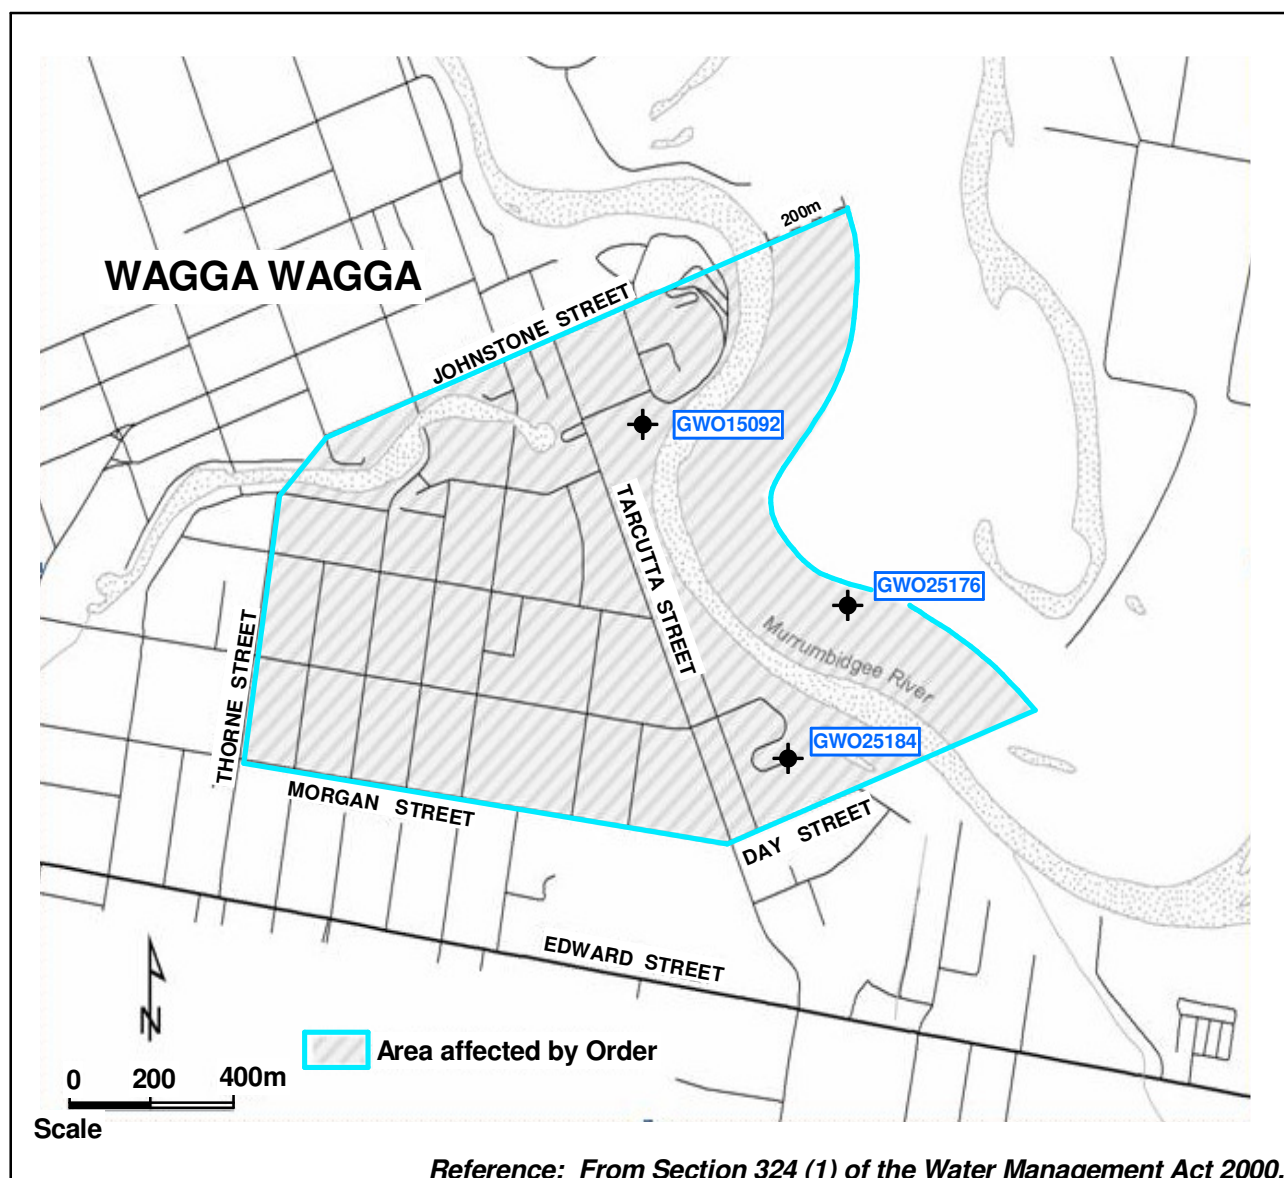 200m
WAGGA WAGGA
JOHNSTONE STREET
GWO15092
TARCUTTA STREET
GWO25176
Murrumbidgee River
THORNE STREET
GWO25184
MORGAN STREET
DAY STREET
EDWARD STREET
N
Area affected by Order
0 200 400m
Scale
Reference: From Section 324 (1) of the Water Management Act 2000.